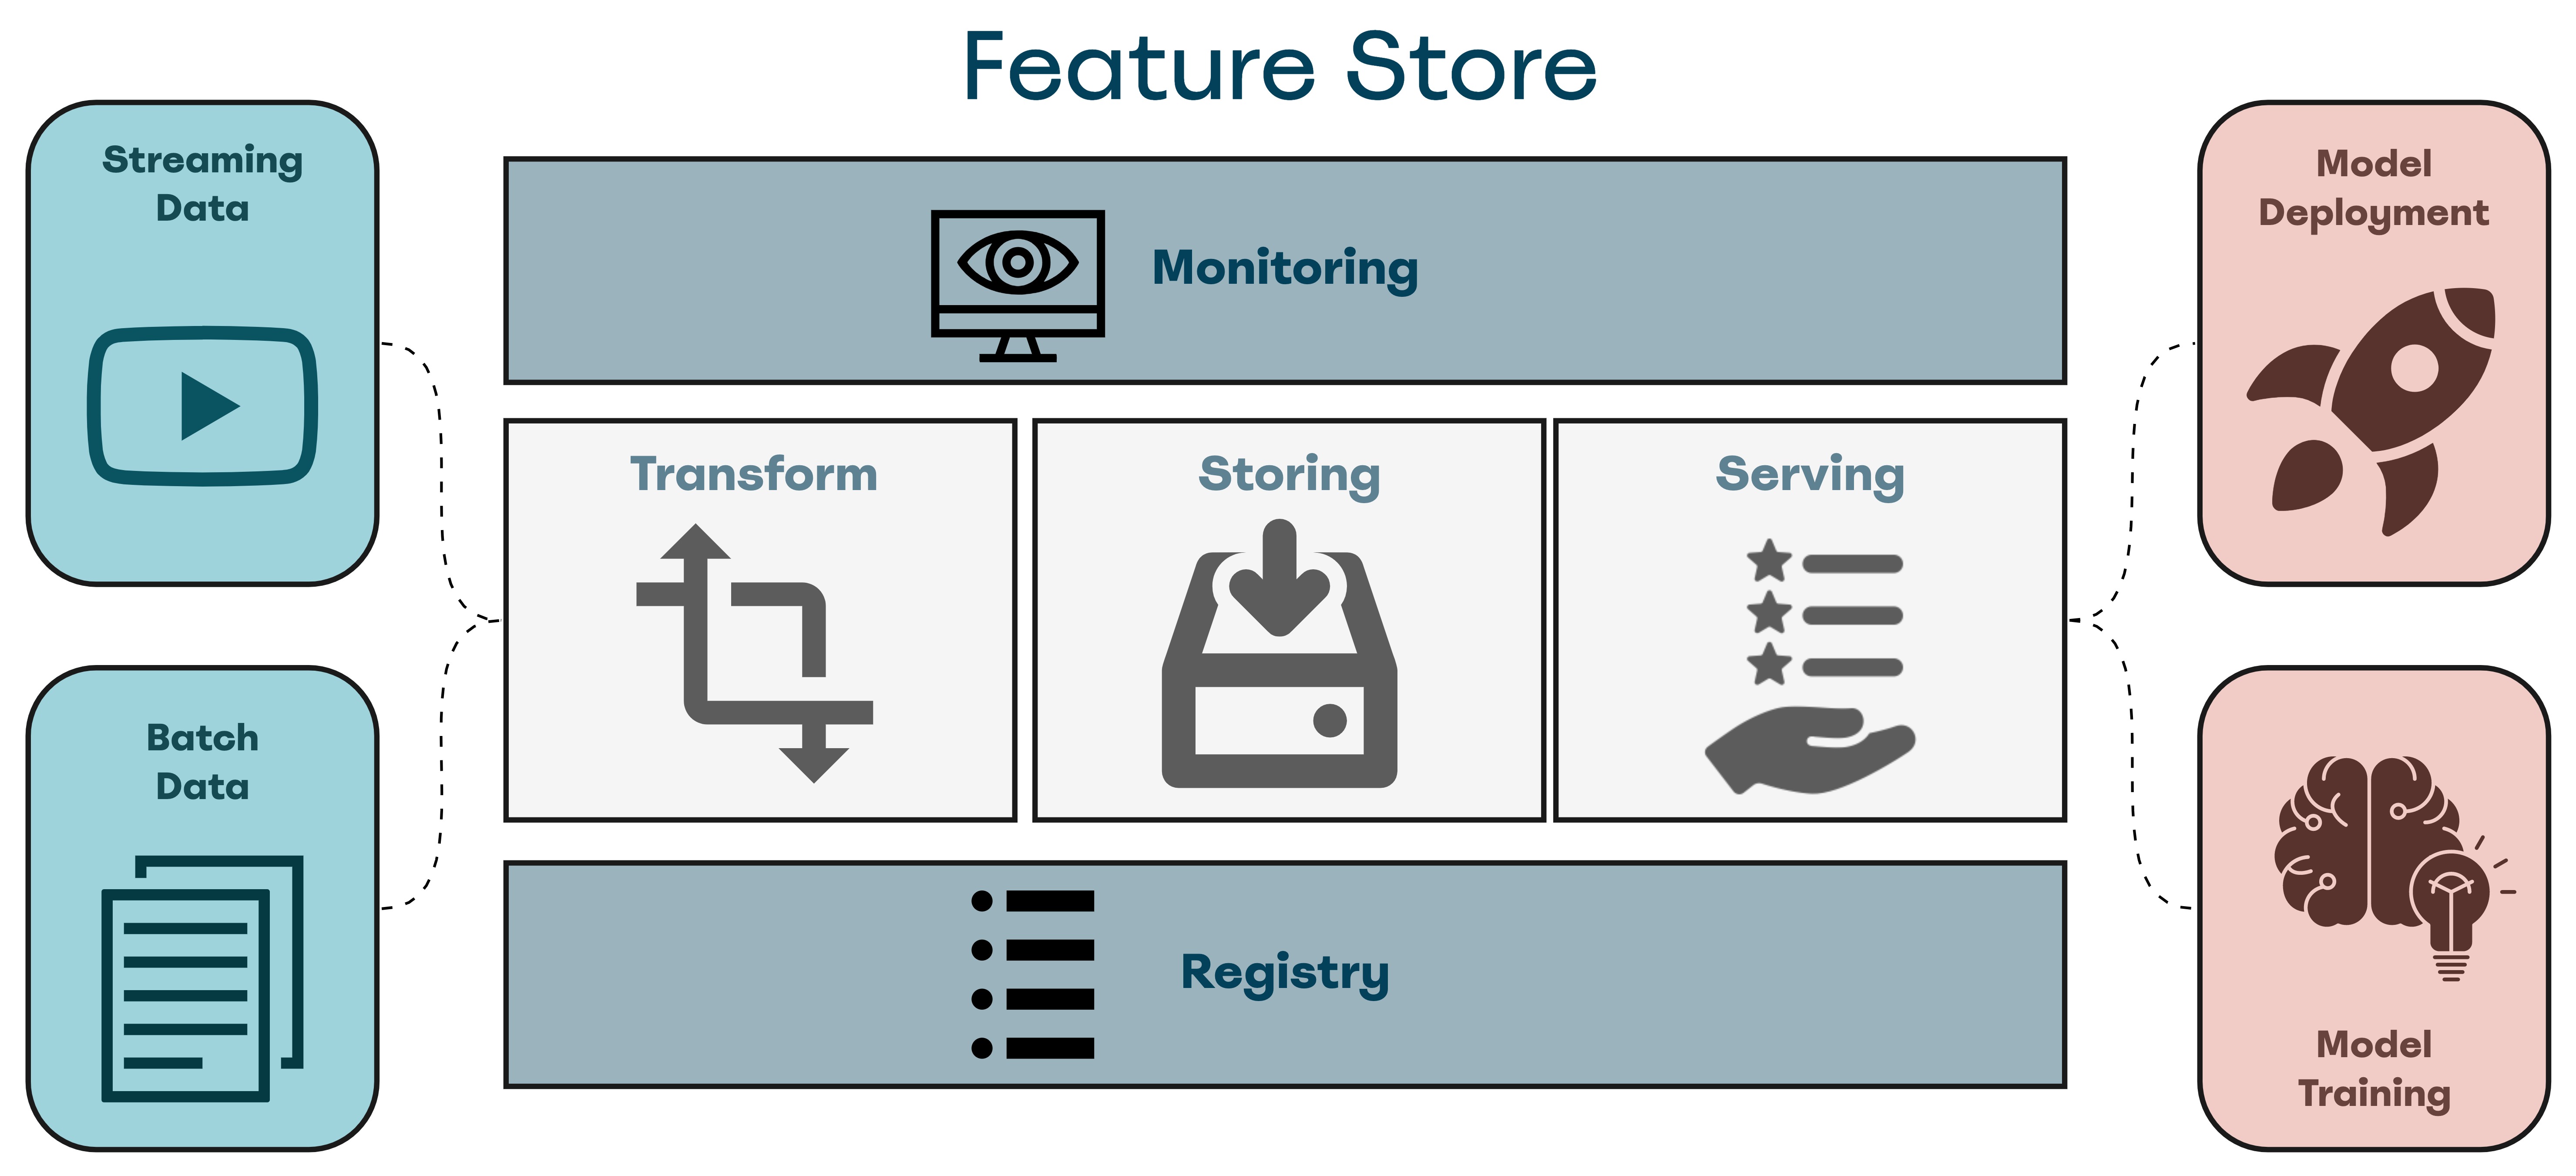 Feature Store
Streaming
Data
Batch
Data
Monitoring
Transform
Storing
Serving
Registry
Model
Deployment
Model
Training